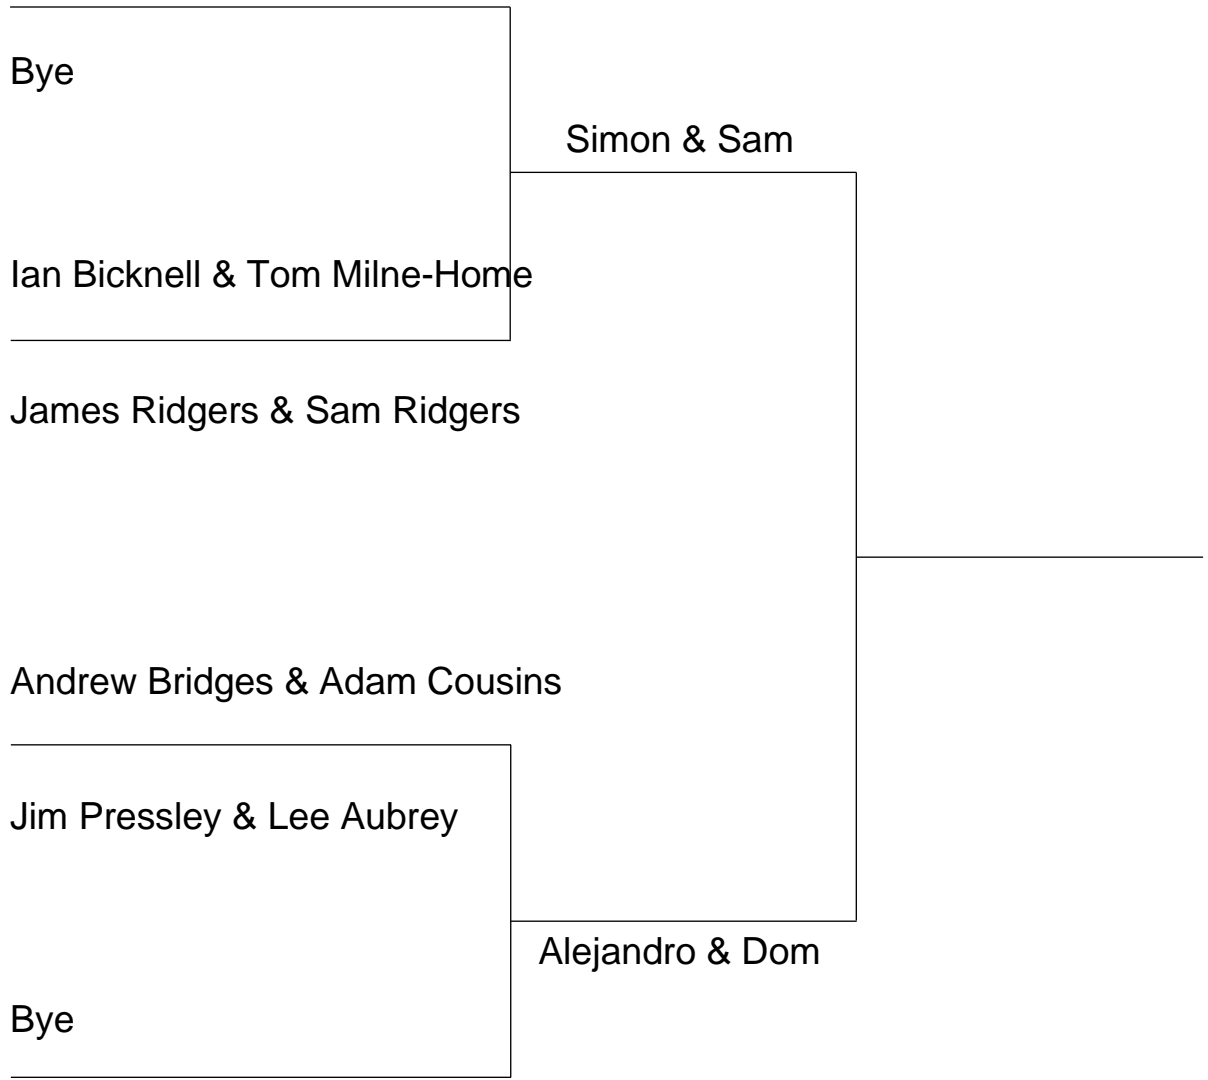 Bye
Simon & Sam
Ian Bicknell & Tom Milne-Home
James Ridgers & Sam Ridgers
Andrew Bridges & Adam Cousins
Jim Pressley & Lee Aubrey
Alejandro & Dom
Bye